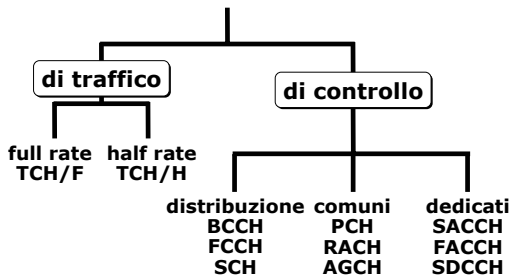 di traffico
di controllo
full rate
TCH/F
half rate
TCH/H
distribuzione
BCCH
FCCH
SCH
comuni
PCH
RACH
AGCH
dedicati
SACCH
FACCH
SDCCH